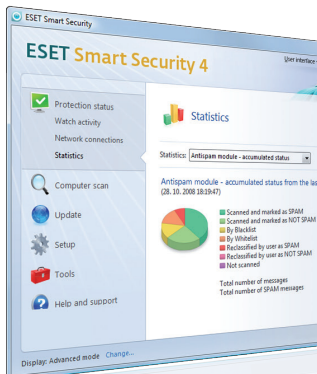 ESET Smart Security
ESET Smart Security 4
User interface
Protection status
Watch activity
Network connections
Statistics
Computer scan
Update
Setup
Tools
Help and support
Statistics
Statistics: Antispam module - accumulated status
Antispam module - accumulated status from the las
(28. 10. 2008 18:19:47)
Scanned and marked as SPAM
Scanned and marked as NOT SPAM
By Blacklist
By Whitelist
Reclassified by user as SPAM
Reclassified by user as NOT SPAM
Not scanned
Total number of messages
Total number of SPAM messages
Display: Advanced mode Change...